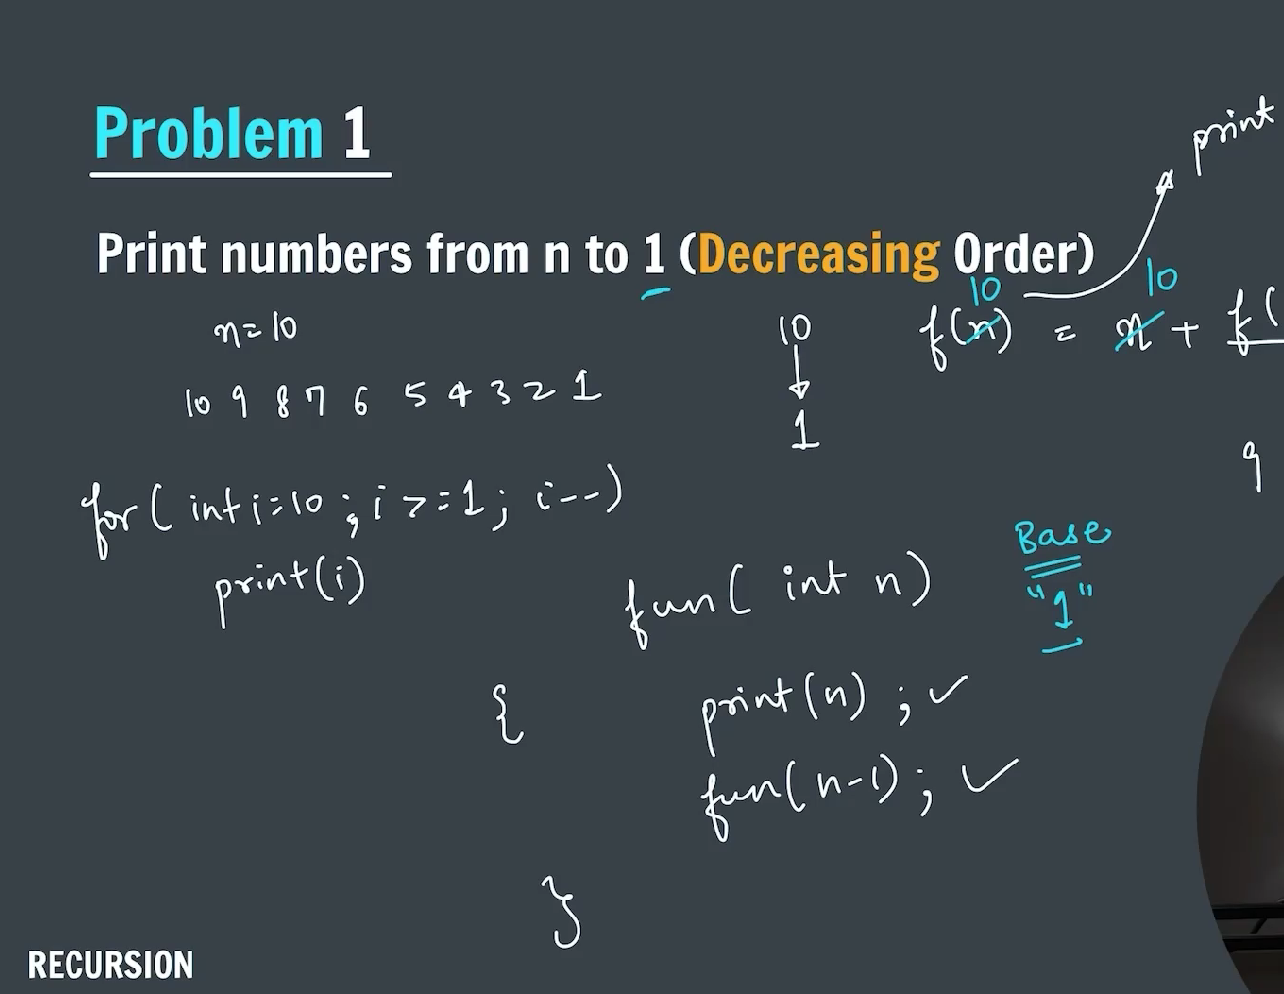 Problem 1
print
Print numbers from n to 1 (Decreasing Order)
n=10
10 9 8 7 6 5 4 3 2 1
10
1
10 10
f(n) = n + f(
9
for( int i=10 ; i >=1 ; i--)
print(i)
Base
"1"
fun( int n)
{
print(n) ; ✓
fun(n-1) ; ✓
}
RECURSION